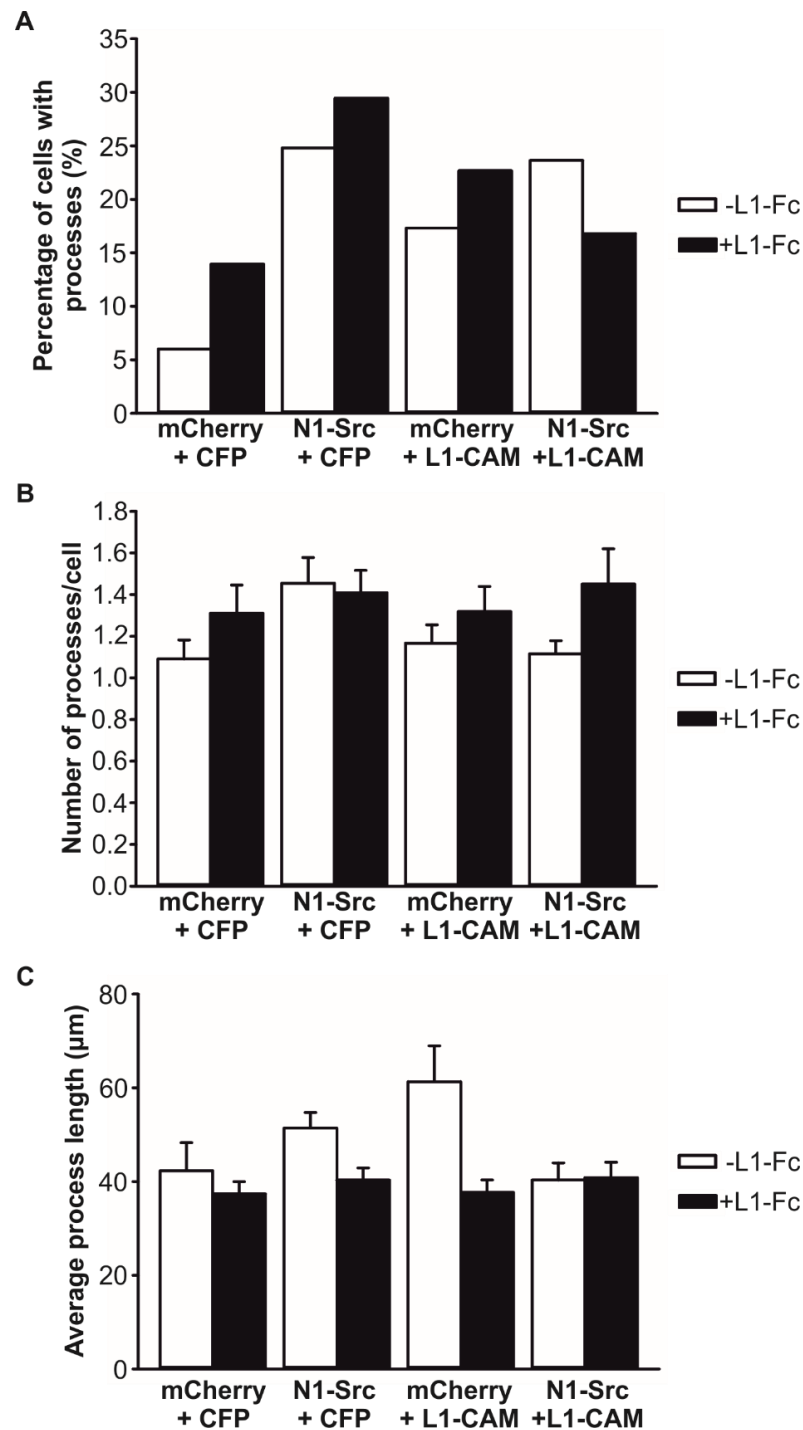 A
Percentage of cells with
processes (%)
35
30
25
20
15
10
5
0
mCherry
+ CFP
N1-Src
+ CFP
mCherry
+ L1-CAM
N1-Src
+L1-CAM
-L1-Fc
+L1-Fc
B
Number of processes/cell
1.8
1.6
1.4
1.2
1.0
0.8
0.6
0.4
0.2
0.0
mCherry
+ CFP
N1-Src
+ CFP
mCherry
+ L1-CAM
N1-Src
+L1-CAM
-L1-Fc
+L1-Fc
C
Average process length (µm)
80
60
40
20
0
mCherry
+ CFP
N1-Src
+ CFP
mCherry
+ L1-CAM
N1-Src
+L1-CAM
-L1-Fc
+L1-Fc